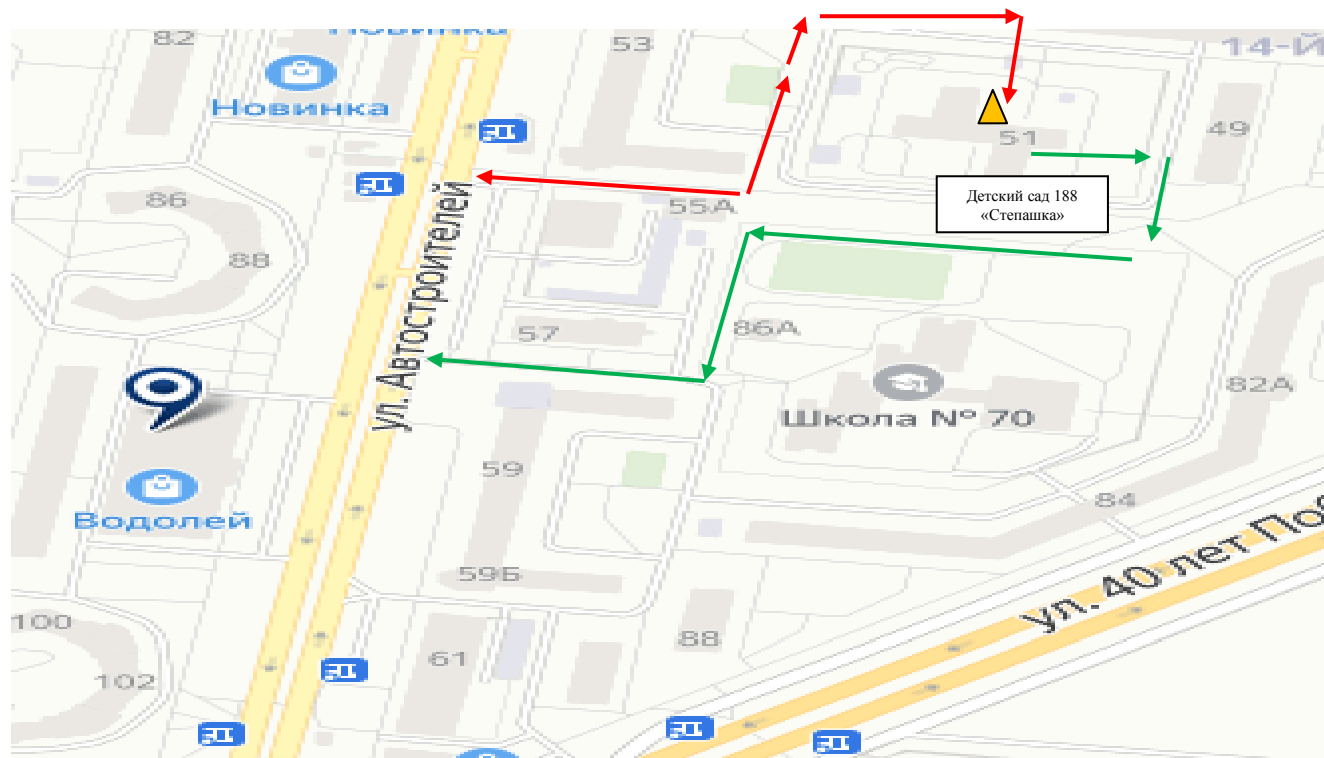 82
Новинка
53
14-Й
Новинка
51
49
86
55А
Детский сад 188
«Степашка»
88
ул. Автостроителей
57
86А
82А
Школа № 70
59
84
Водолей
ул. 40 лет Поб
59Б
100
88
61
102